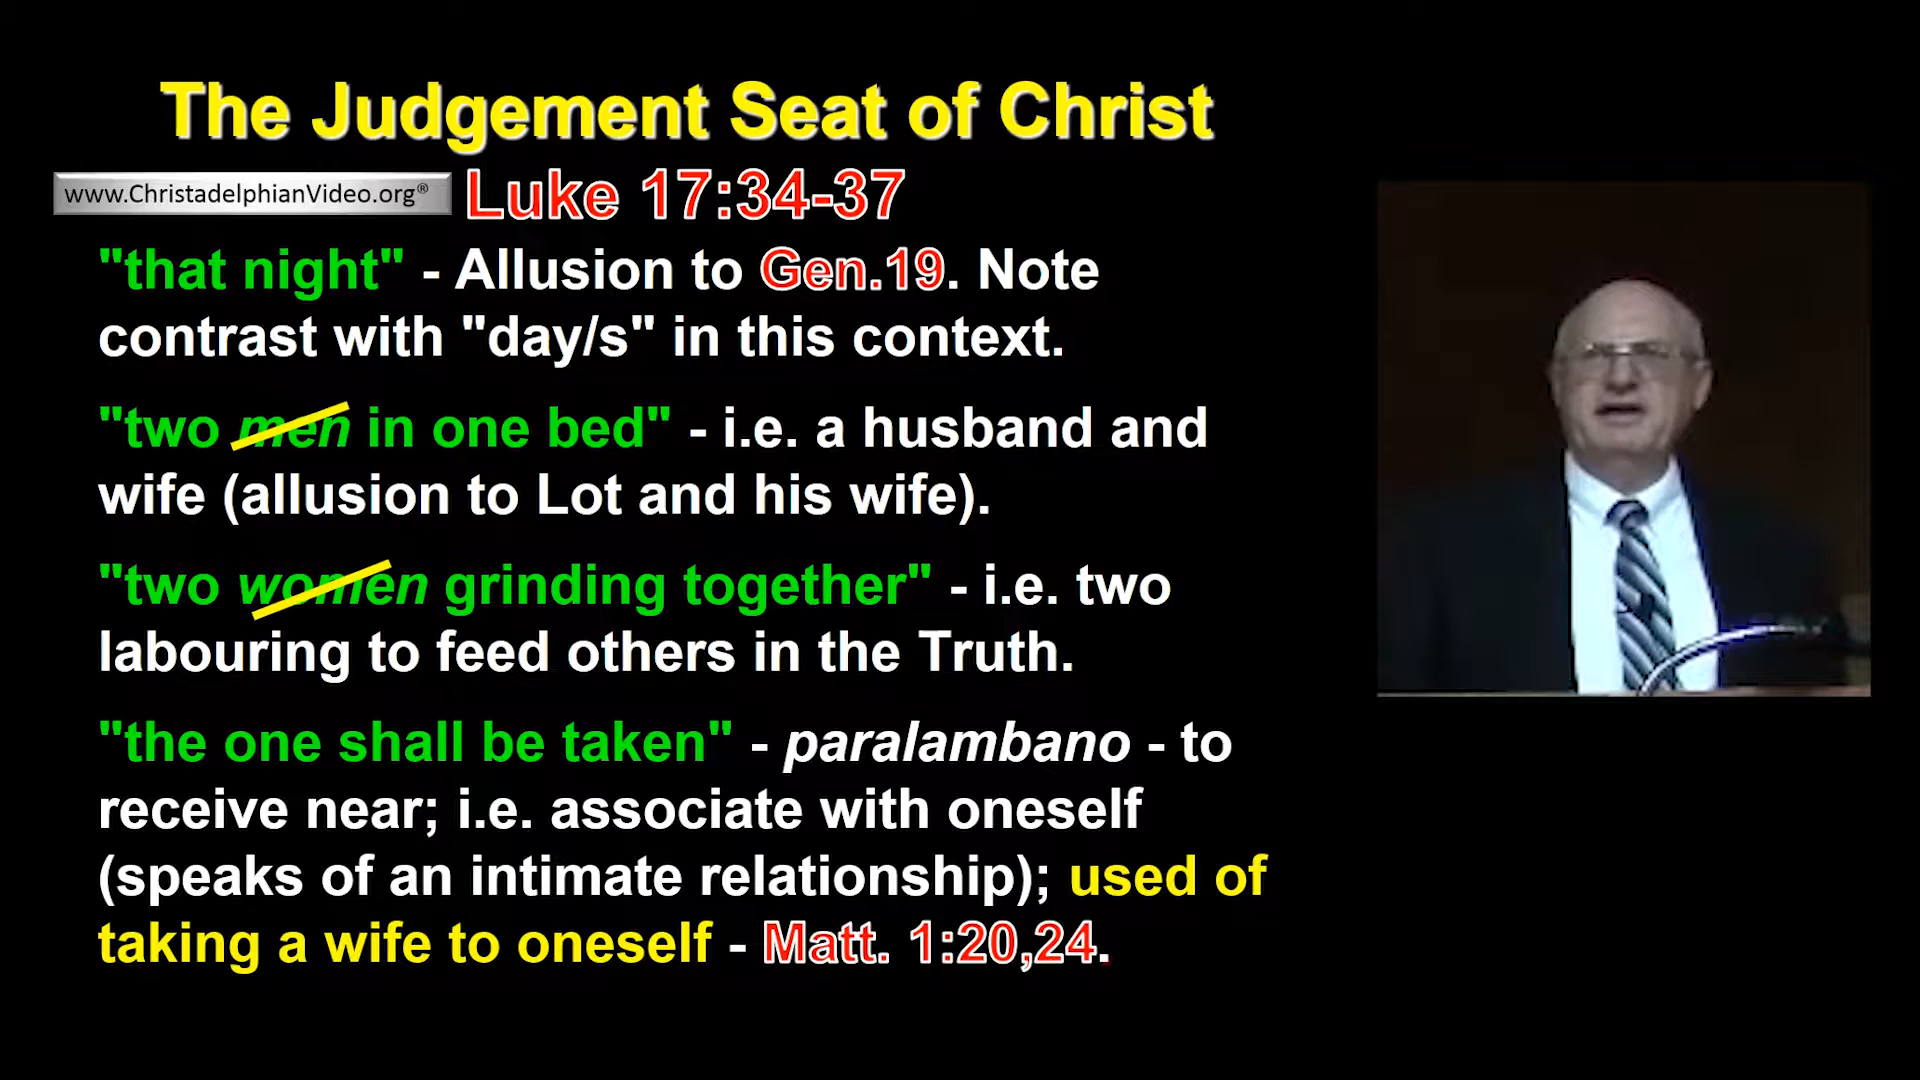 The Judgement Seat of Christ
www.ChristadelphianVideo.org®
Luke 17:34-37
"that night" - Allusion to Gen.19. Note
contrast with "day/s" in this context.
"two men in one bed" - i.e. a husband and
wife (allusion to Lot and his wife).
"two women grinding together" - i.e. two
labouring to feed others in the Truth.
"the one shall be taken" - paralambano - to
receive near; i.e. associate with oneself
(speaks of an intimate relationship); used of
taking a wife to oneself - Matt. 1:20,24.